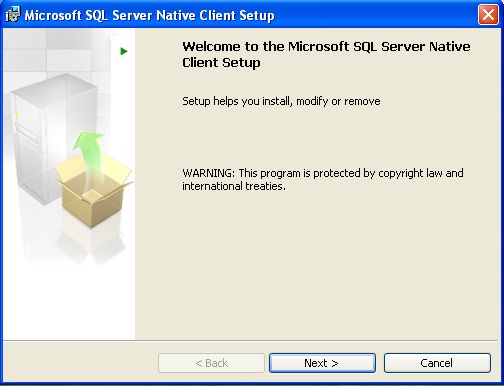 Microsoft SQL Server Native Client Setup
Welcome to the Microsoft SQL Server Native
Client Setup
Setup helps you install, modify or remove
WARNING: This program is protected by copyright law and
international treaties.
< Back
Next >
Cancel